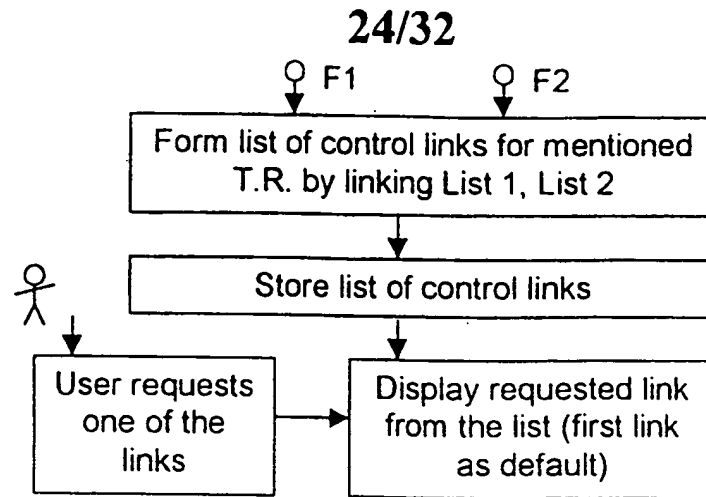 24/32
F1
F2
Form list of control links for mentioned
T.R. by linking List 1, List 2
Store list of control links
User requests
one of the
links
Display requested link
from the list (first link
as default)